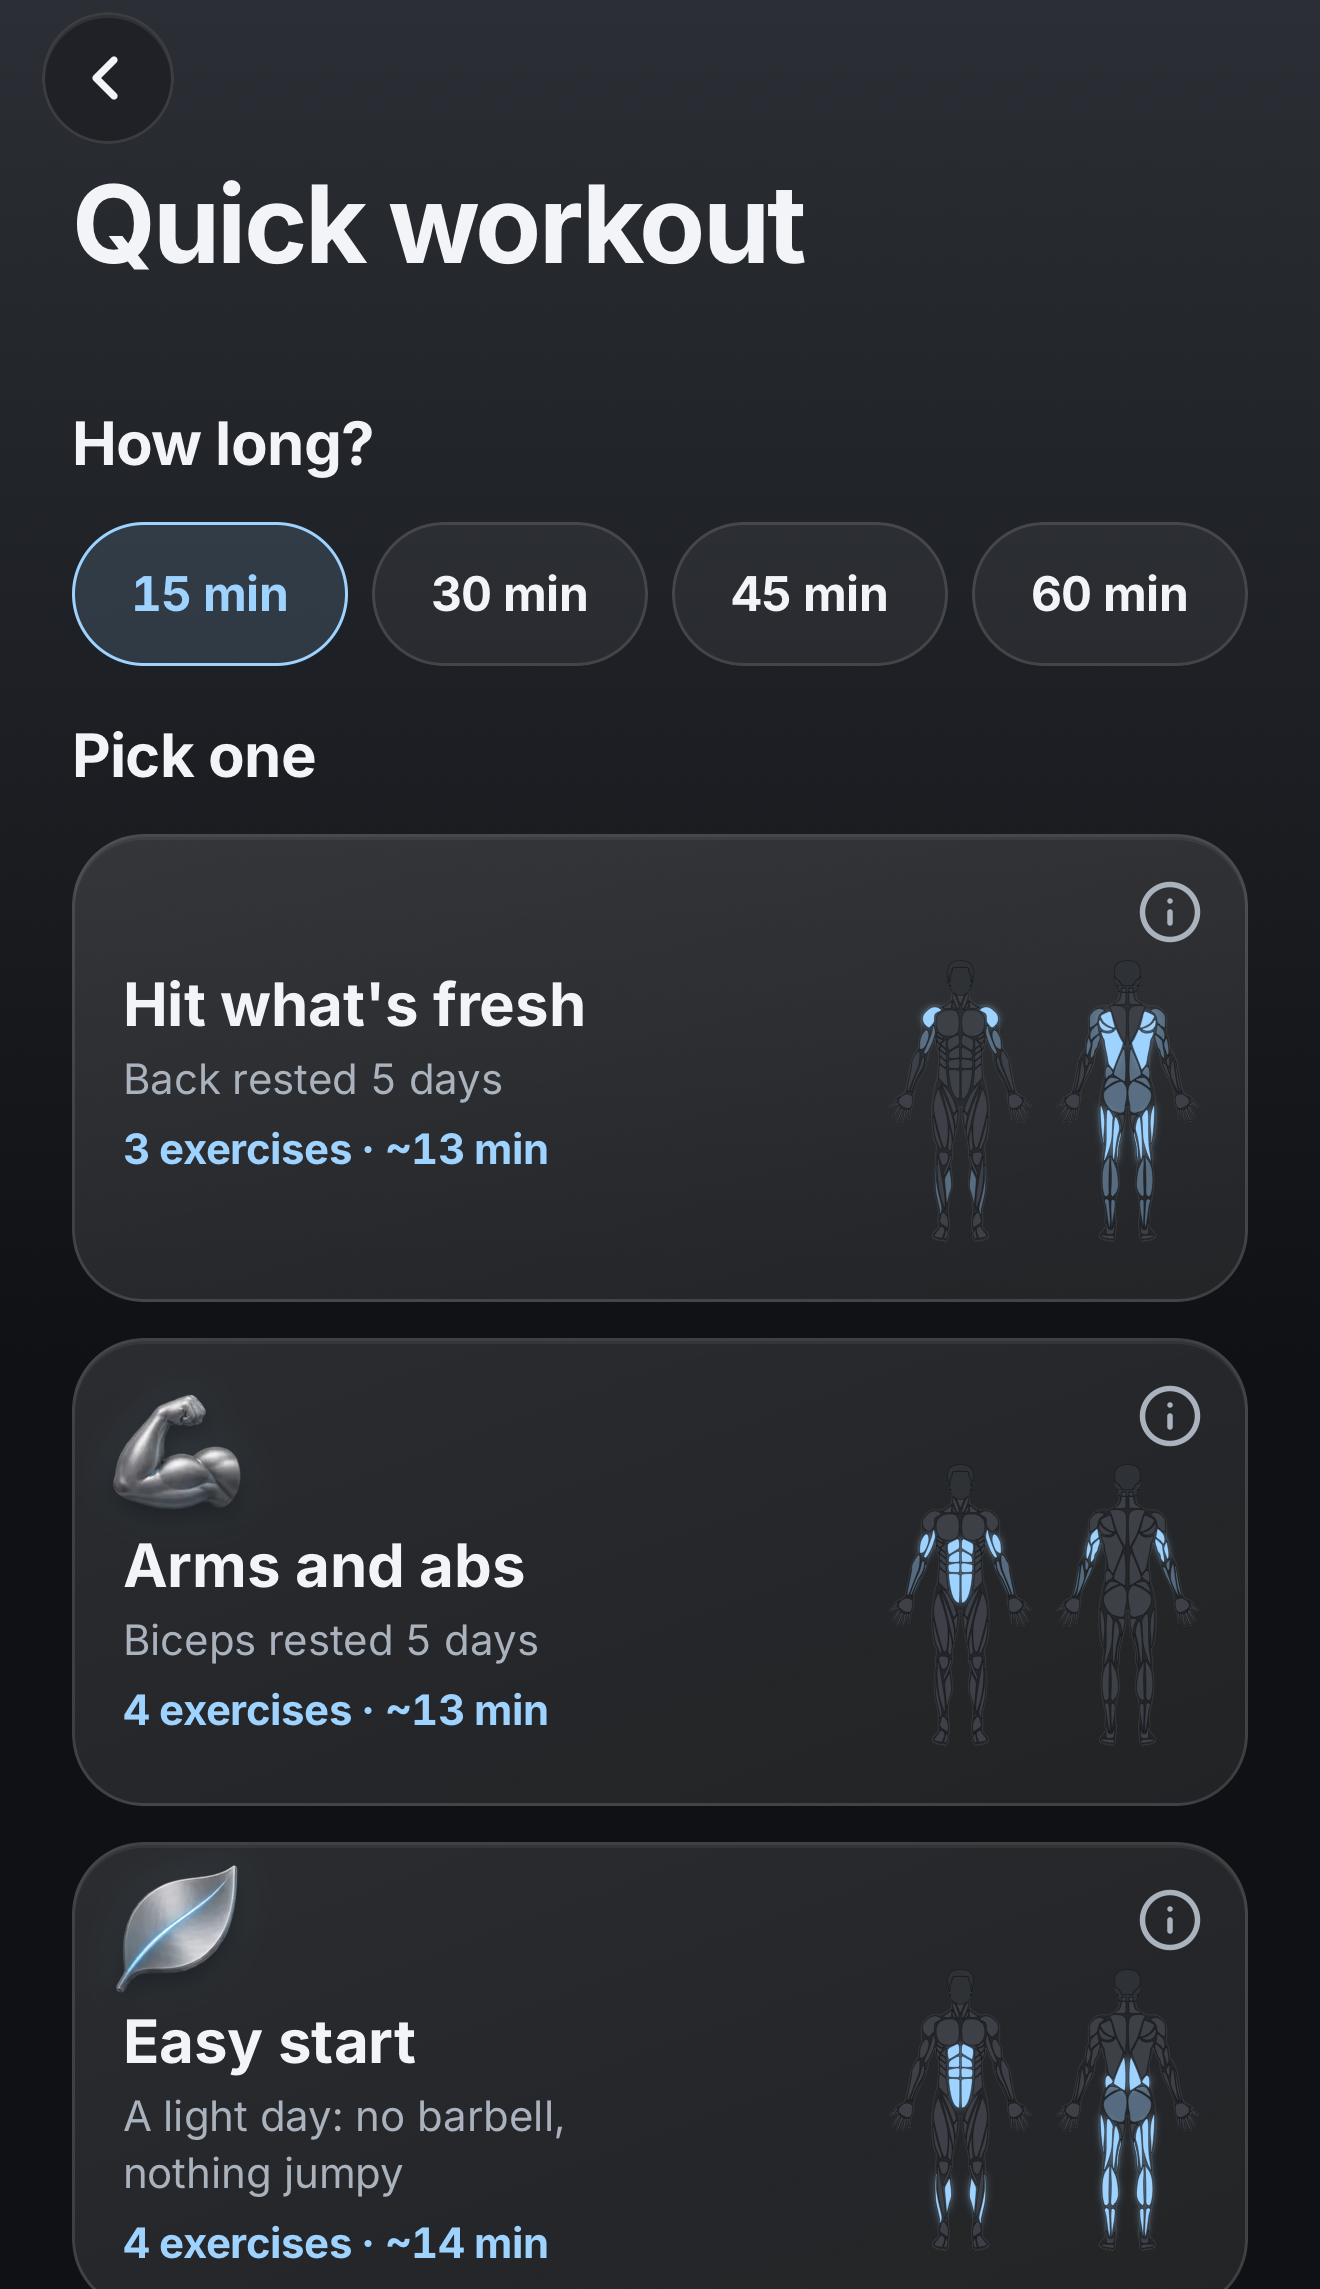 Quick workout
How long?
15 min
30 min
45 min
60 min
Pick one
Hit what's fresh
Back rested 5 days
3 exercises · ~13 min
Arms and abs
Biceps rested 5 days
4 exercises · ~13 min
Easy start
A light day: no barbell,
nothing jumpy
4 exercises · ~14 min